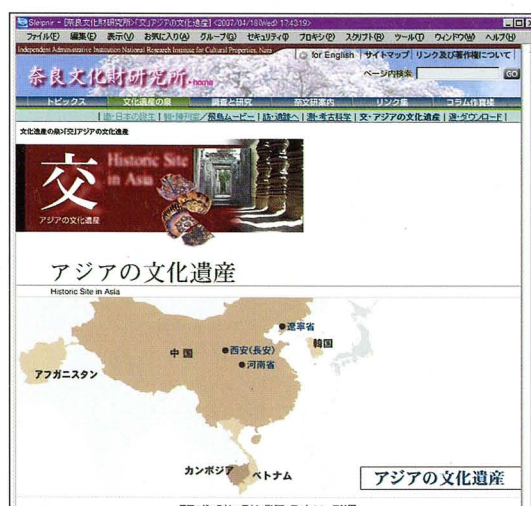 Sleipnir - [奈良文化財研究所>「交」アジアの文化遺産] <2007/04/18(Wed) 17:43:19>
ファイル(F) 編集(E) 表示(V) お気に入り(A) グループ(G) セキュリティ(I) プロキシ(P) スクリプト(R) ツール(T) ウィンドウ(W) ヘルプ(H)
Independent Administrative Institution National Research Institute for Cultural Properties, Nara
for English サイトマップ リンク及び著作権について
奈良文化財研究所 home
ページ内検索 GO
トピックス 文化遺産の泉 調査と研究 奈文研案内 リンク集 コラム作寶樓
飛鳥ムービー | 訪・遺跡へ | 測・考古科学 | 交・アジアの文化遺産 | 遊・ダウンロード |
文化遺産の泉>「交」アジアの文化遺産
交
Historic Site
in Asia
アジアの文化遺産
アジアの文化遺産
Historic Site in Asia
遼寧省
中国
西安(長安)
韓国
河南省
アフガニスタン
カンボジア
ベトナム
アジアの文化遺産